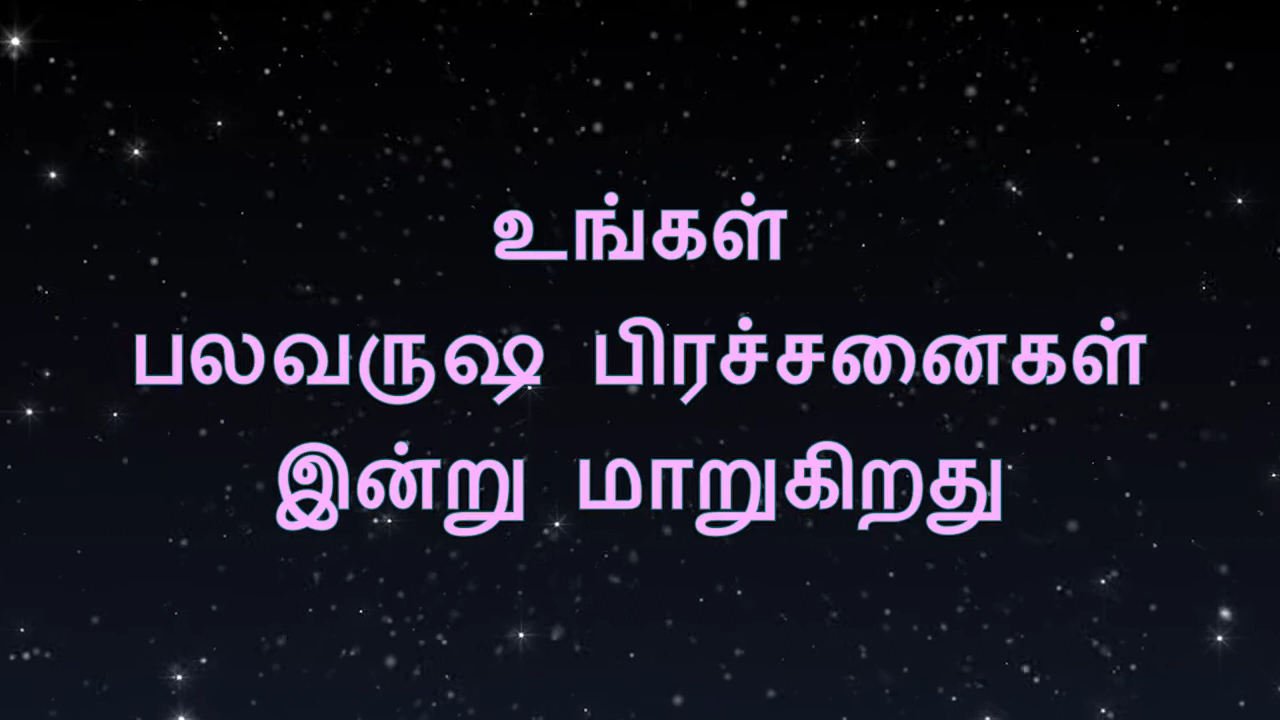 உங்கள்
பலவருஷ பிரச்சனைகள்
இன்று மாறுகிறது